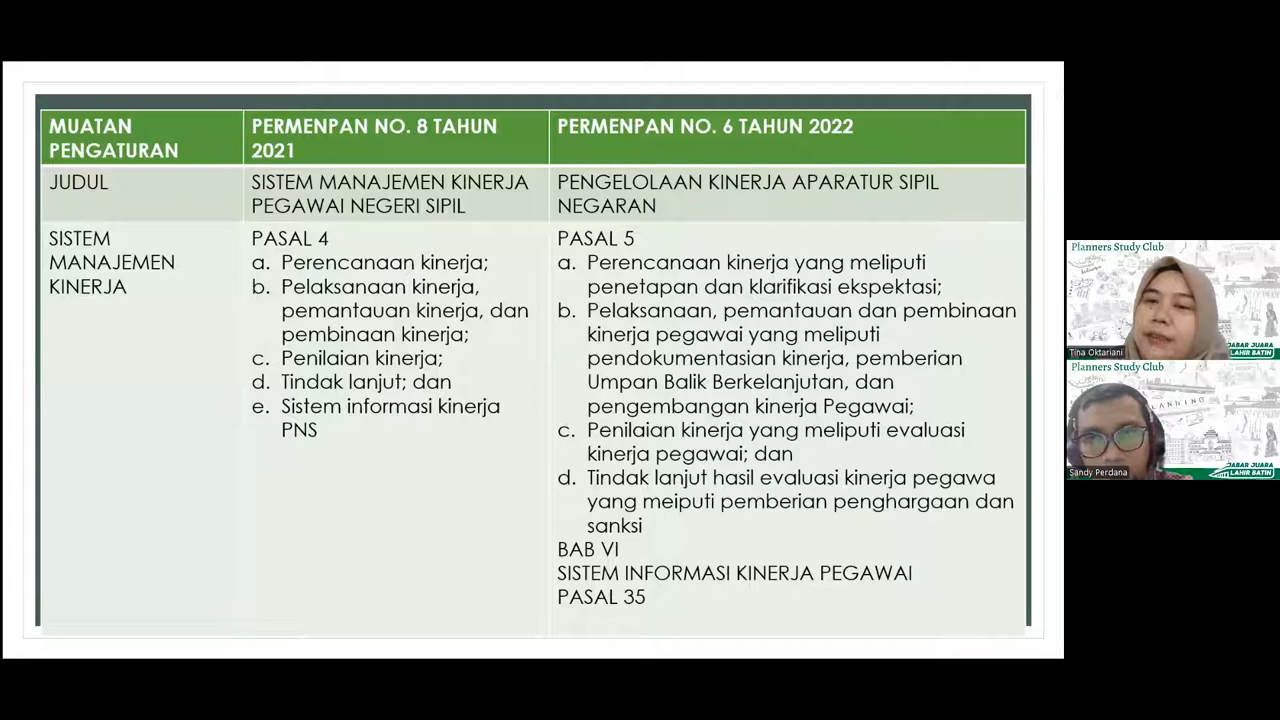 MUATAN
PENGATURAN
PERMENPAN NO. 8 TAHUN
2021
PERMENPAN NO. 6 TAHUN 2022
JUDUL
SISTEM MANAJEMEN KINERJA
PEGAWAI NEGERI SIPIL
PENGELOLAAN KINERJA APARATUR SIPIL
NEGARAN
SISTEM
MANAJEMEN
KINERJA
PASAL 4
a. Perencanaan kinerja;
b. Pelaksanaan kinerja,
pemantauan kinerja, dan
pembinaan kinerja;
c. Penilaian kinerja;
d. Tindak lanjut; dan
e. Sistem informasi kinerja
PNS
PASAL 5
a. Perencanaan kinerja yang meliputi
penetapan dan klarifikasi ekspektasi;
b. Pelaksanaan, pemantauan dan pembinaan
kinerja pegawai yang meliputi
pendokumentasian kinerja, pemberian
Umpan Balik Berkelanjutan, dan
pengembangan kinerja Pegawai;
c. Penilaian kinerja yang meliputi evaluasi
kinerja pegawai; dan
d. Tindak lanjut hasil evaluasi kinerja pegawa
yang meiputi pemberian penghargaan dan
sanksi
BAB VI
SISTEM INFORMASI KINERJA PEGAWAI
PASAL 35
Planners Study Club
Tina Oktariani
JABAR JUARA
LAHIR BATIN
Planners Study Club
PLANNING
Sandy Perdana
JABAR JUARA
LAHIR BATIN